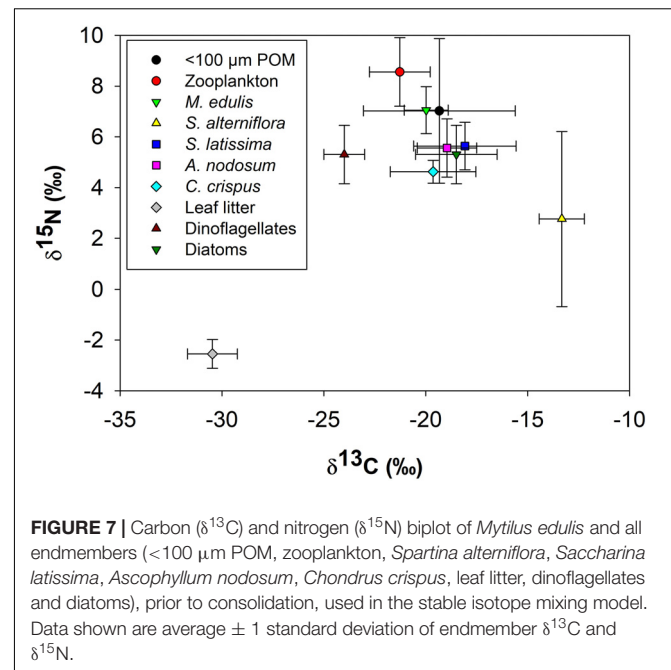 10
8
6
4
2
0
-2
-4
δ15N (‰)
<100 µm POM
Zooplankton
M. edulis
S. alterniflora
S. latissima
A. nodosum
C. crispus
Leaf litter
Dinoflagellates
Diatoms
-35 -30 -25 -20 -15 -10
δ13C (‰)
FIGURE 7 | Carbon (δ13C) and nitrogen (δ15N) biplot of Mytilus edulis and all
endmembers (<100 µm POM, zooplankton, Spartina alterniflora, Saccharina
latissima, Ascophyllum nodosum, Chondrus crispus, leaf litter, dinoflagellates
and diatoms), prior to consolidation, used in the stable isotope mixing model.
Data shown are average ± 1 standard deviation of endmember δ13C and
δ15N.